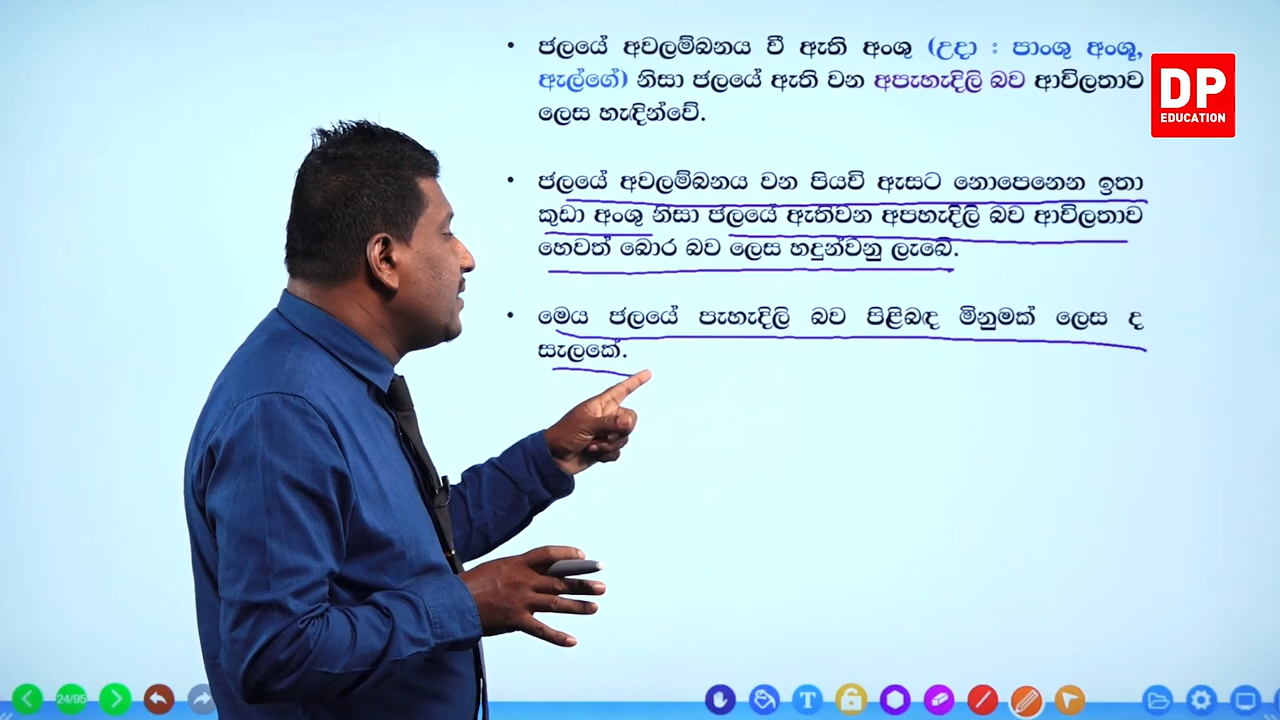 • ජලයේ අවලම්බනය වී ඇති අංශු (උදා : පාංශු අංශු,
ඇල්ගේ) නිසා ජලයේ ඇති වන අපැහැදිලි බව ආවිලතාව
ලෙස හැඳින්වේ.
• ජලයේ අවලම්බනය වන පියවි ඇසට නොපෙනෙන ඉතා
කුඩා අංශු නිසා ජලයේ ඇතිවන අපහැදිලි බව ආවිලතාව
හෙවත් බොර බව ලෙස හදුන්වනු ලැබේ.
• මෙය ජලයේ පැහැදිලි බව පිළිබඳ මිනුමක් ලෙස ද
සැලකේ.
DP
EDUCATION
24/95
T